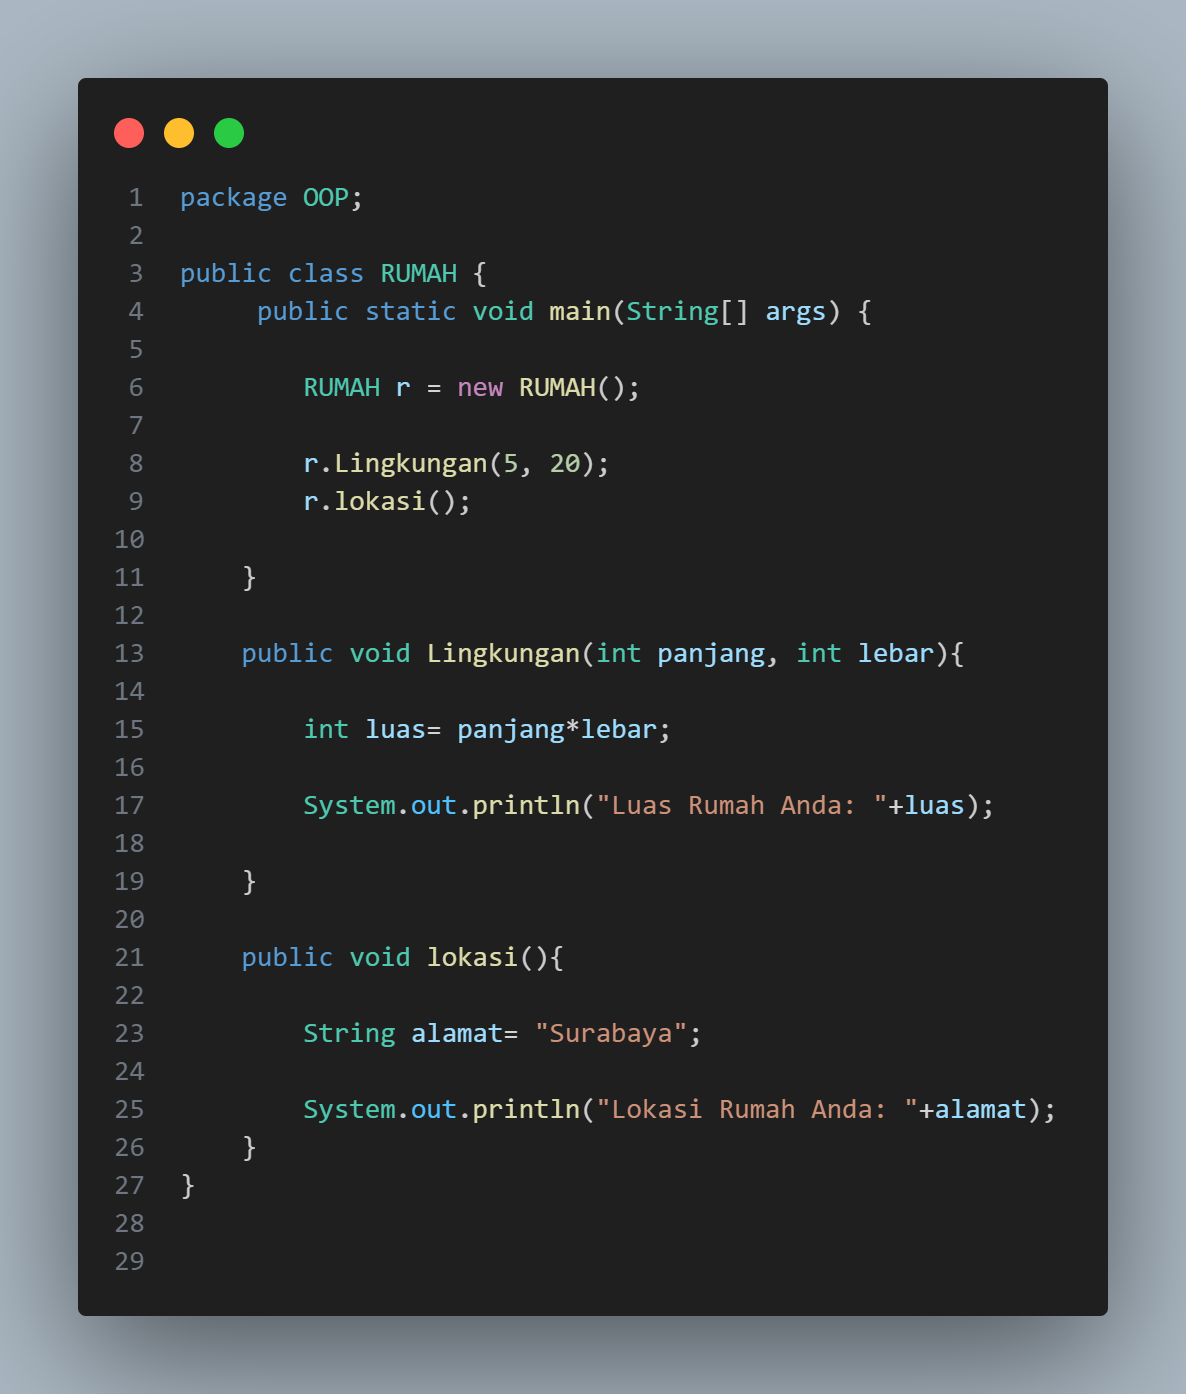 1 package OOP;
2
3 public class RUMAH {
4      public static void main(String[] args) {
5
6         RUMAH r = new RUMAH();
7
8         r.Lingkungan(5, 20);
9         r.lokasi();
10
11     }
12
13     public void Lingkungan(int panjang, int lebar){
14
15         int luas= panjang*lebar;
16
17         System.out.println("Luas Rumah Anda: "+luas);
18
19     }
20
21     public void lokasi(){
22
23         String alamat= "Surabaya";
24
25         System.out.println("Lokasi Rumah Anda: "+alamat);
26     }
27 }
28
29